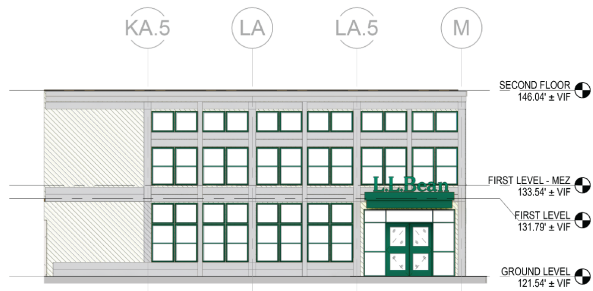 KA.5 LA LA.5 M
SECOND FLOOR
146.04' ± VIF
L.L.Bean
FIRST LEVEL - MEZ
133.54' ± VIF
FIRST LEVEL
131.79' ± VIF
GROUND LEVEL
121.54' ± VIF